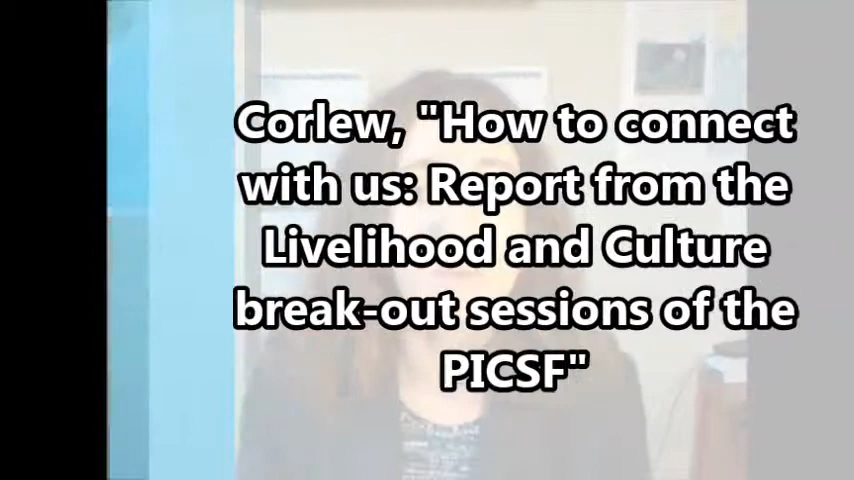 Corlew, "How to connect
with us: Report from the
Livelihood and Culture
break-out sessions of the
PICSF"